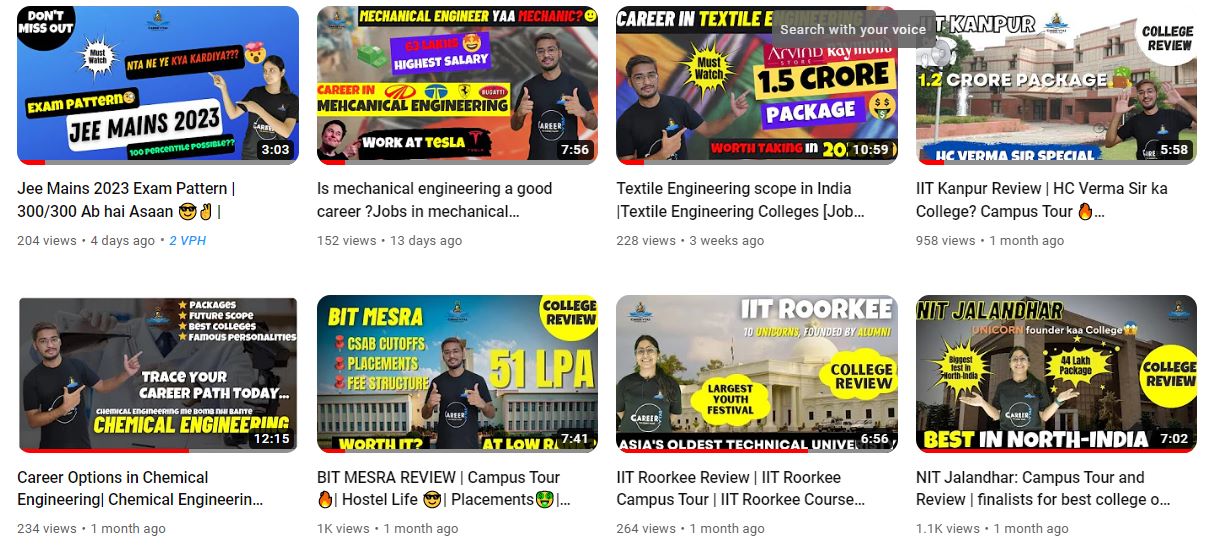 DON'T
MISS OUT
Must
Watch
NTA NE YE KYA KARDIYA???
EXAM PATTERN
JEE MAINS 2023
100 PERCENTILE POSSIBLE??
CAREER
3:03
Jee Mains 2023 Exam Pattern |
300/300 Ab hai Asaan 😎✌ |
204 views • 4 days ago • 2 VPH
MECHANICAL ENGINEER YAA MECHANIC?
63 LAKHS
HIGHEST SALARY
CAREER IN
BUGATTI
MEHCANICAL ENGINEERING
WORK AT TESLA
CAREER
7:56
Is mechanical engineering a good
career ?Jobs in mechanical...
152 views • 13 days ago
CAREER IN TEXTILE
Search with your voice
Must
Watch
Arvind
STORE
Raymond
1.5 CRORE
PACKAGE
WORTH TAKING IN
10:59
Textile Engineering scope in India
|Textile Engineering Colleges [Job...
228 views • 3 weeks ago
IIT KANPUR
COLLEGE
REVIEW
1.2 CRORE PACKAGE
HC VERMA SIR SPECIAL
5:58
IIT Kanpur Review | HC Verma Sir ka
College? Campus Tour 🔥...
958 views • 1 month ago
PACKAGES
FUTURE SCOPE
BEST COLLEGES
FAMOUS PERSONALITIES
TRACE YOUR
CAREER PATH TODAY...
CHEMICAL ENGINEERING ME BOMB NHI BANTE
CHEMICAL ENGINEERING
12:15
Career Options in Chemical
Engineering| Chemical Engineerin...
234 views • 1 month ago
BIT MESRA
COLLEGE
REVIEW
CSAB CUTOFFS
PLACEMENTS
FEE STRUCTURE
51 LPA
CAREER
WORTH IT?
AT LOW
7:41
BIT MESRA REVIEW | Campus Tour
🔥| Hostel Life 😎| Placements🤑|...
1K views • 1 month ago
IIT ROORKEE
10 UNICORNS, FOUNDED BY ALUMNI
COLLEGE
REVIEW
LARGEST
YOUTH
FESTIVAL
CAREER
ASIA'S OLDEST TECHNICAL UNIVERSITY
6:56
IIT Roorkee Review | IIT Roorkee
Campus Tour | IIT Roorkee Course...
264 views • 1 month ago
NIT JALANDHAR
UNICORN founder kaa College
Biggest
fest in
North-India
44 Lakh
Package
COLLEGE
REVIEW
CAREER
BEST IN NORTH-INDIA
7:02
NIT Jalandhar: Campus Tour and
Review | finalists for best college o...
1.1K views • 1 month ago